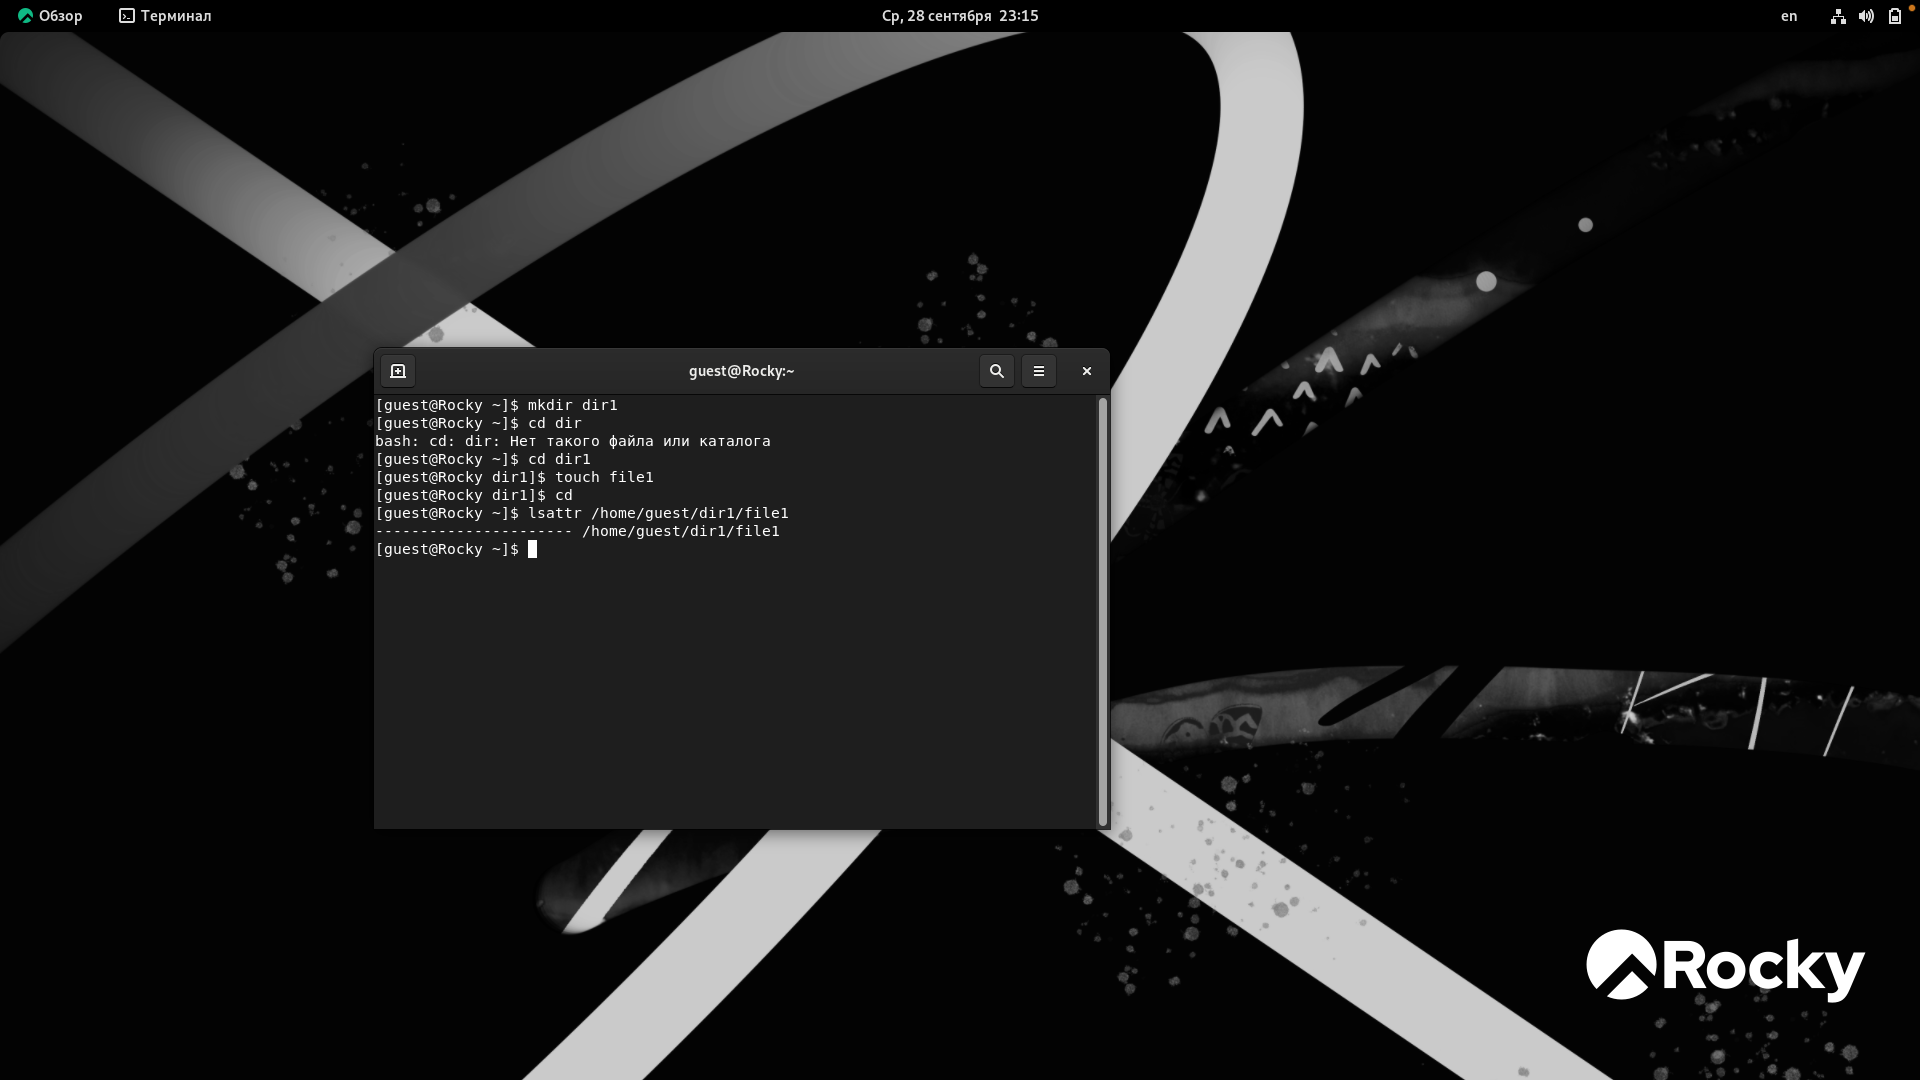 Обзор Терминал Ср, 28 сентября 23:15 en
guest@Rocky:~
[guest@Rocky ~]$ mkdir dir1
[guest@Rocky ~]$ cd dir
bash: cd: dir: Нет такого файла или каталога
[guest@Rocky ~]$ cd dir1
[guest@Rocky dir1]$ touch file1
[guest@Rocky dir1]$ cd
[guest@Rocky ~]$ lsattr /home/guest/dir1/file1
---------------------- /home/guest/dir1/file1
[guest@Rocky ~]$
Rocky